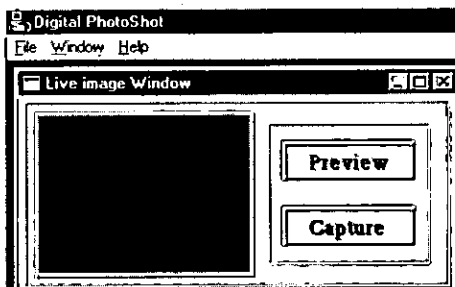 Digital PhotoShot
File Window Help
Live image Window
Preview
Capture